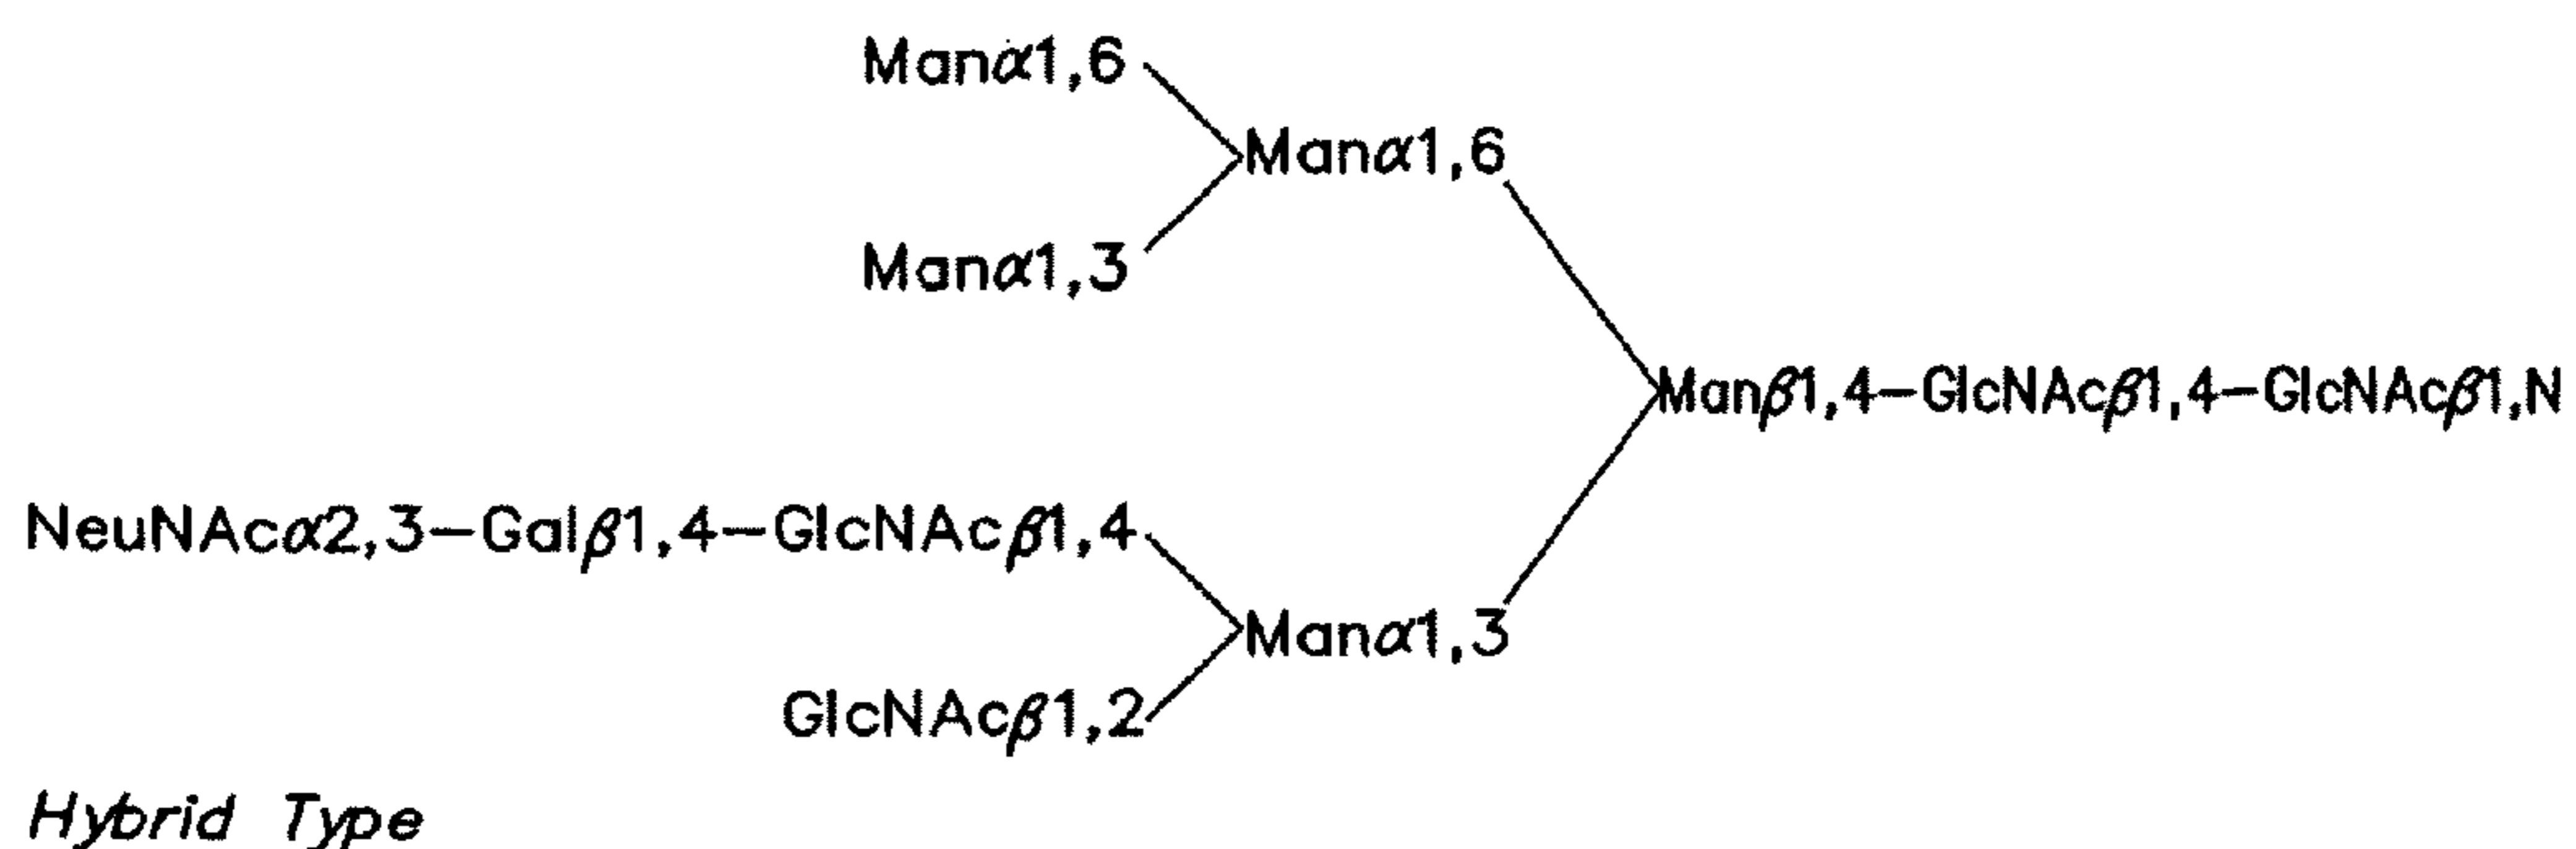 Manα1,6
Manα1,6
Manα1,3
Manβ1,4–GlcNAcβ1,4–GlcNAcβ1,N
NeuNAcα2,3–Galβ1,4–GlcNAcβ1,4
Manα1,3
GlcNAcβ1,2
Hybrid Type